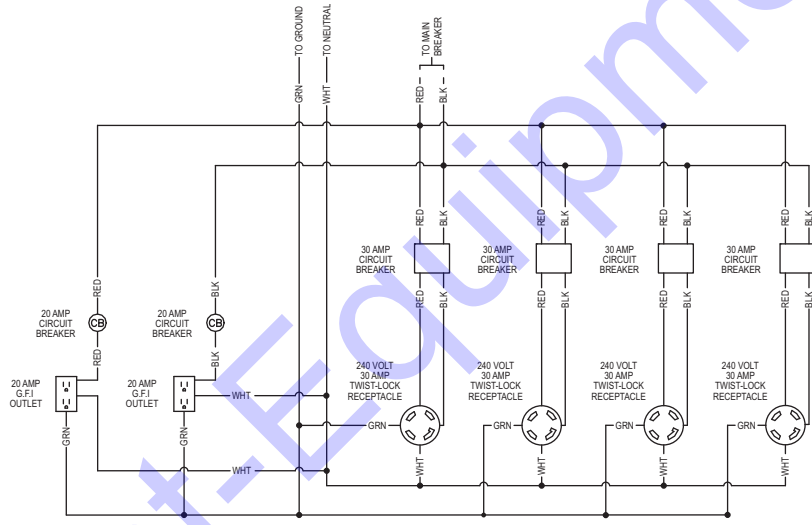 TO GROUND
TO NEUTRAL
TO MAIN
BREAKER
GRN
WHT
RED
BLK
RED
BLK
RED
BLK
RED
BLK
RED
BLK
30 AMP
CIRCUIT
BREAKER
30 AMP
CIRCUIT
BREAKER
30 AMP
CIRCUIT
BREAKER
30 AMP
CIRCUIT
BREAKER
RED
BLK
RED
BLK
RED
BLK
RED
BLK
RED
BLK
20 AMP
CIRCUIT
BREAKER
CB
20 AMP
CIRCUIT
BREAKER
CB
RED
BLK
20 AMP
G.F.I
OUTLET
20 AMP
G.F.I
OUTLET
240 VOLT
30 AMP
TWIST-LOCK
RECEPTACLE
240 VOLT
30 AMP
TWIST-LOCK
RECEPTACLE
240 VOLT
30 AMP
TWIST-LOCK
RECEPTACLE
240 VOLT
30 AMP
TWIST-LOCK
RECEPTACLE
WHT
GRN
GRN
GRN
GRN
GRN
GRN
WHT
WHT
WHT
WHT
WHT
t-Equipme